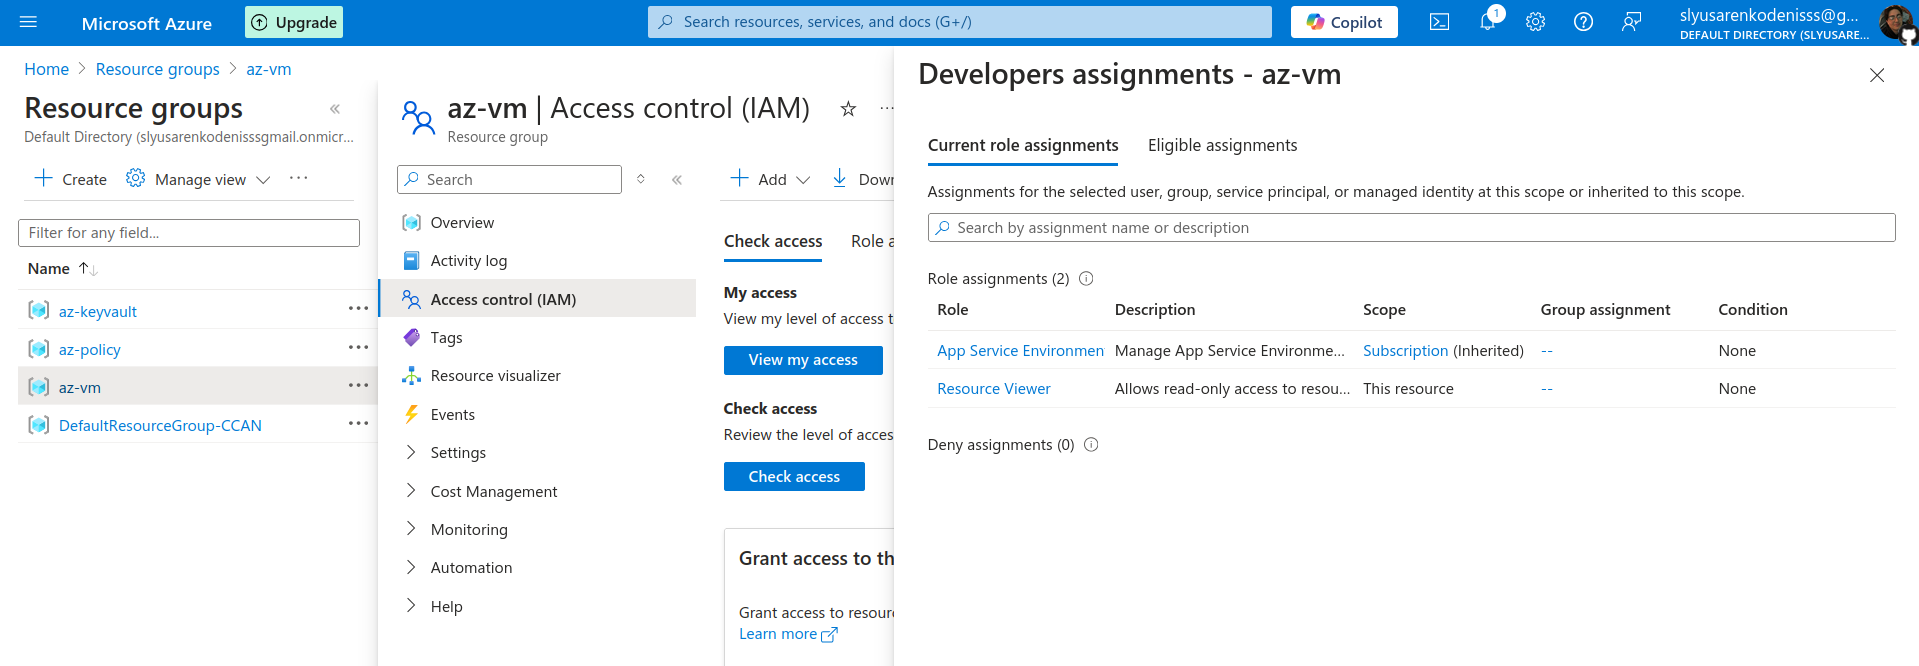 Microsoft Azure
Upgrade
Search resources, services, and docs (G+/)
Copilot
1
slyusarenkodenisss@g...
DEFAULT DIRECTORY (SLYUSARE...
Home > Resource groups > az-vm
Resource groups
Default Directory (slyusarenkodenisssgmail.onmicr...
Create
Manage view
Filter for any field...
Name
az-keyvault
az-policy
az-vm
DefaultResourceGroup-CCAN
az-vm | Access control (IAM)
Resource group
Search
Overview
Activity log
Access control (IAM)
Tags
Resource visualizer
Events
Settings
Cost Management
Monitoring
Automation
Help
Add
Down
Check access
Role a
My access
View my level of access t
View my access
Check access
Review the level of acces
Check access
Grant access to th
Grant access to resour
Learn more
Developers assignments - az-vm
Current role assignments
Eligible assignments
Assignments for the selected user, group, service principal, or managed identity at this scope or inherited to this scope.
Search by assignment name or description
Role assignments (2)
Role Description Scope Group assignment Condition
App Service Environmen Manage App Service Environme... Subscription (Inherited) -- None
Resource Viewer Allows read-only access to resou... This resource -- None
Deny assignments (0)